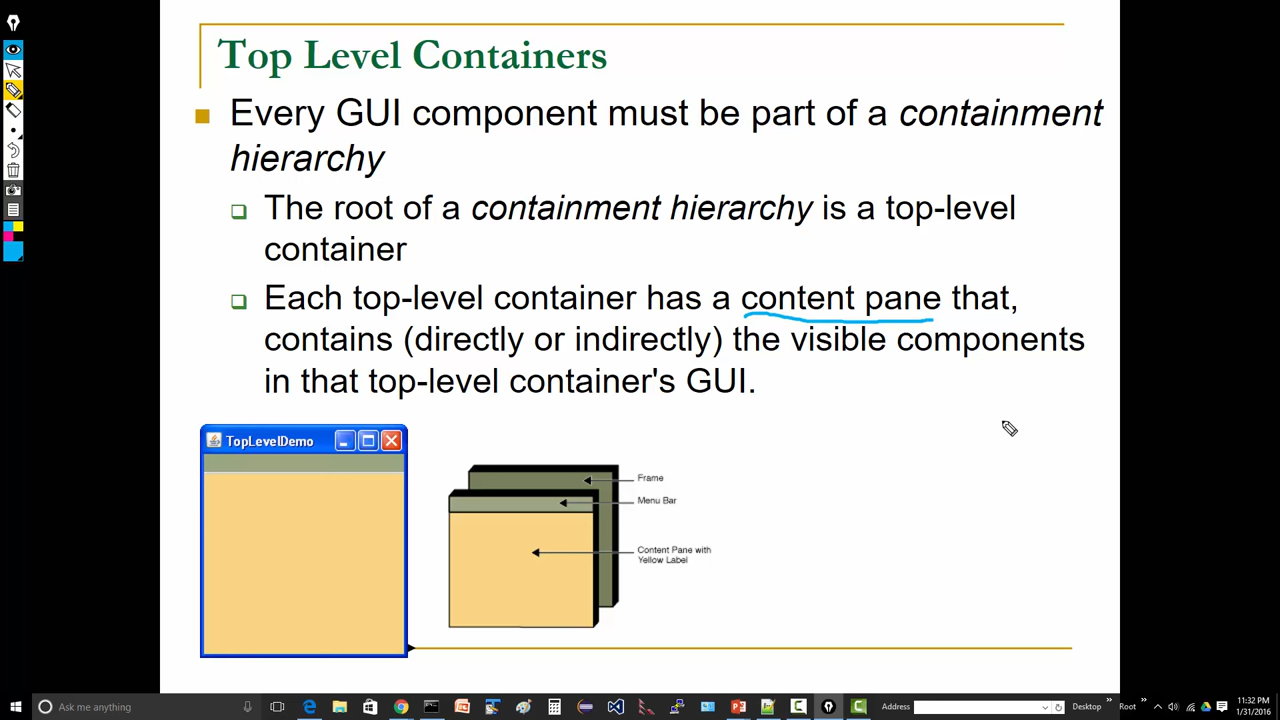 Top Level Containers
Every GUI component must be part of a containment
hierarchy
The root of a containment hierarchy is a top-level
container
Each top-level container has a content pane that,
contains (directly or indirectly) the visible components
in that top-level container's GUI.
TopLevelDemo
Frame
Menu Bar
Content Pane with
Yellow Label
Ask me anything
Address
Desktop
»
Root
»
11:32 PM
1/31/2016